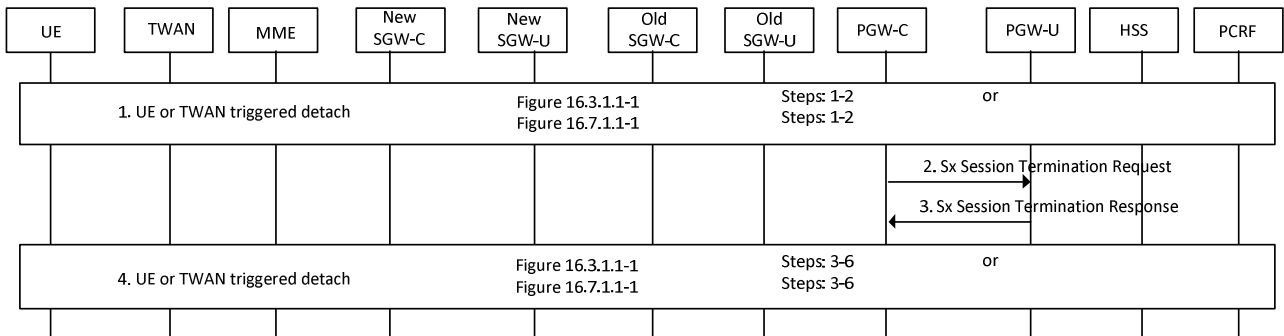 UE
TWAN
MME
New
SGW-C
New
SGW-U
Old
SGW-C
Old
SGW-U
PGW-C
PGW-U
HSS
PCRF
1. UE or TWAN triggered detach
Figure 16.3.1.1-1 Steps: 1-2 or
Figure 16.7.1.1-1 Steps: 1-2
2. Sx Session Termination Request
3. Sx Session Termination Response
4. UE or TWAN triggered detach
Figure 16.3.1.1-1 Steps: 3-6 or
Figure 16.7.1.1-1 Steps: 3-6